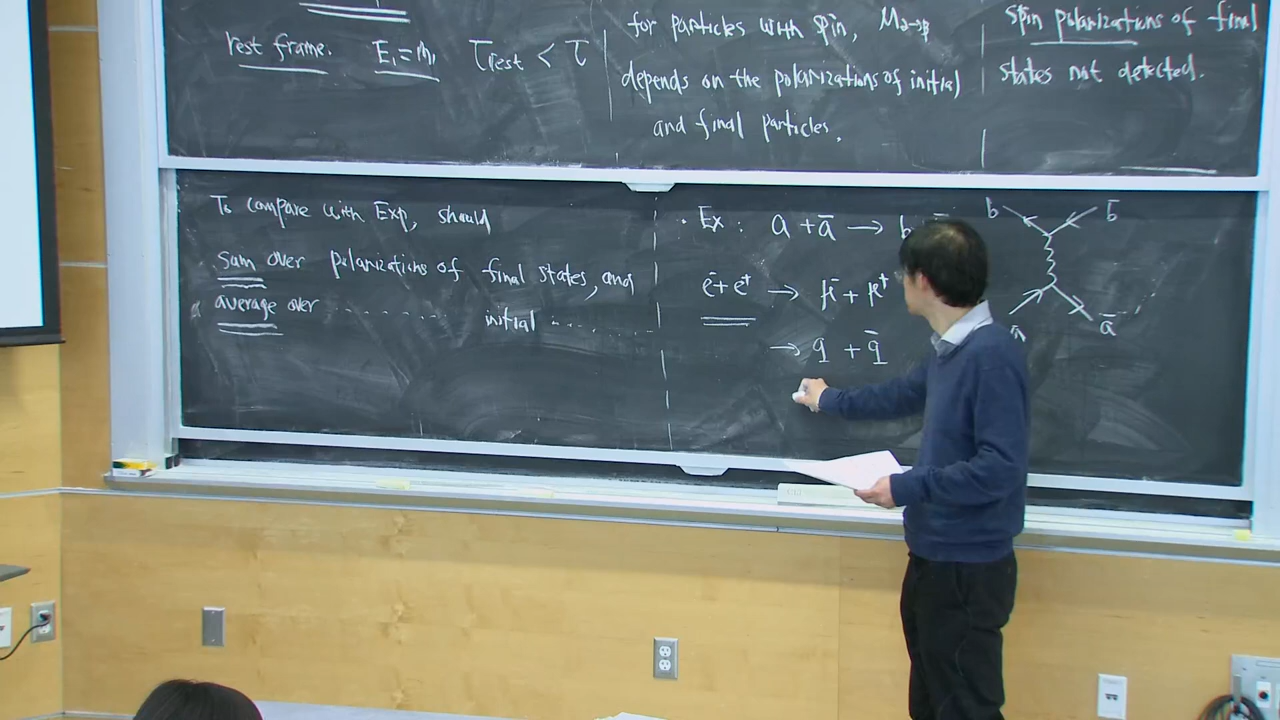 rest frame. E₁ = m₁ τrest < τ
for particles with spin, Mα→β
depends on the polarizations of initial
and final particles.
spin polarizations of final
states not detected.
To compare with Exp, should
Sum over polarizations of final states, and
average over ........ initial ........
· Ex : a + ā → b
e⁻ + e⁺ → μ⁻ + μ⁺
→ q + q̄
b b̄
ā